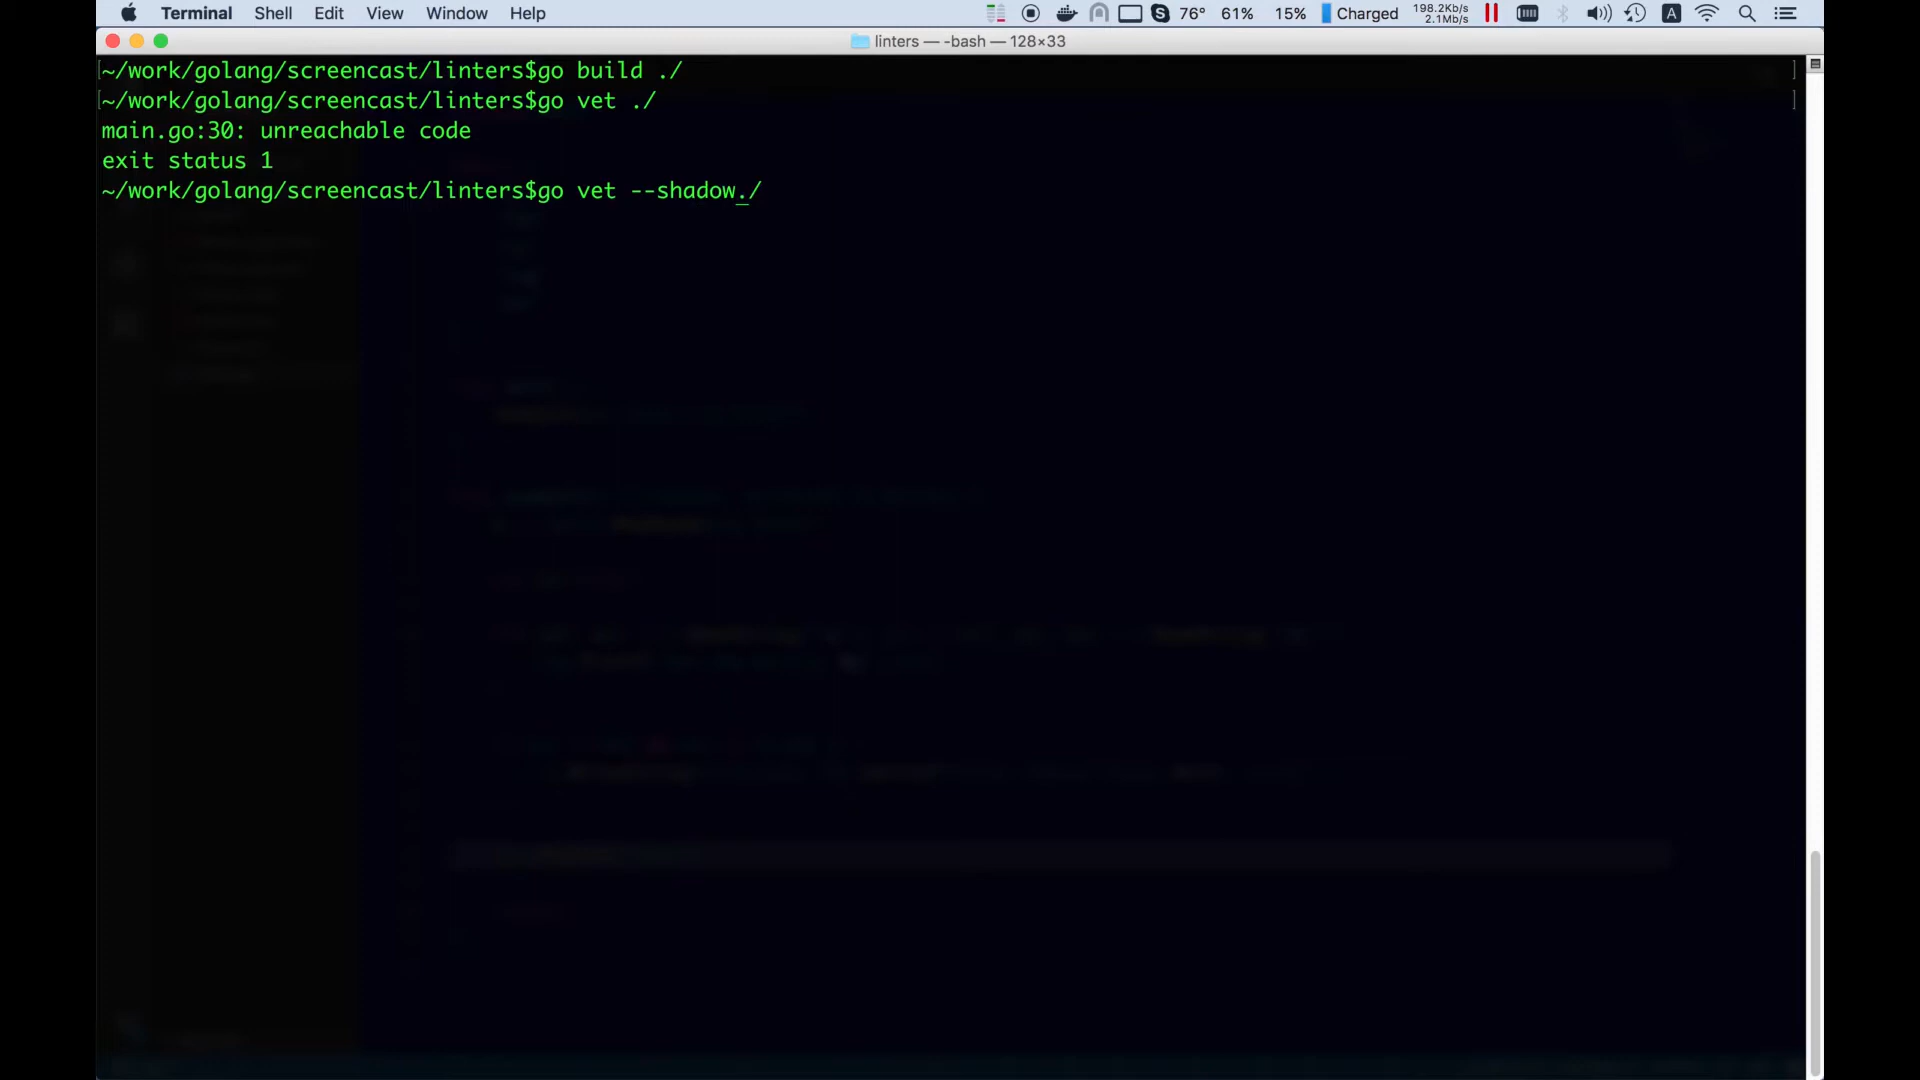 Terminal Shell Edit View Window Help 76° 61% 15% Charged 198.2Kb/s 2.1Mb/s A
linters — -bash — 128×33
~/work/golang/screencast/linters$go build ./
~/work/golang/screencast/linters$go vet ./
main.go:30: unreachable code
exit status 1
~/work/golang/screencast/linters$go vet --shadow./